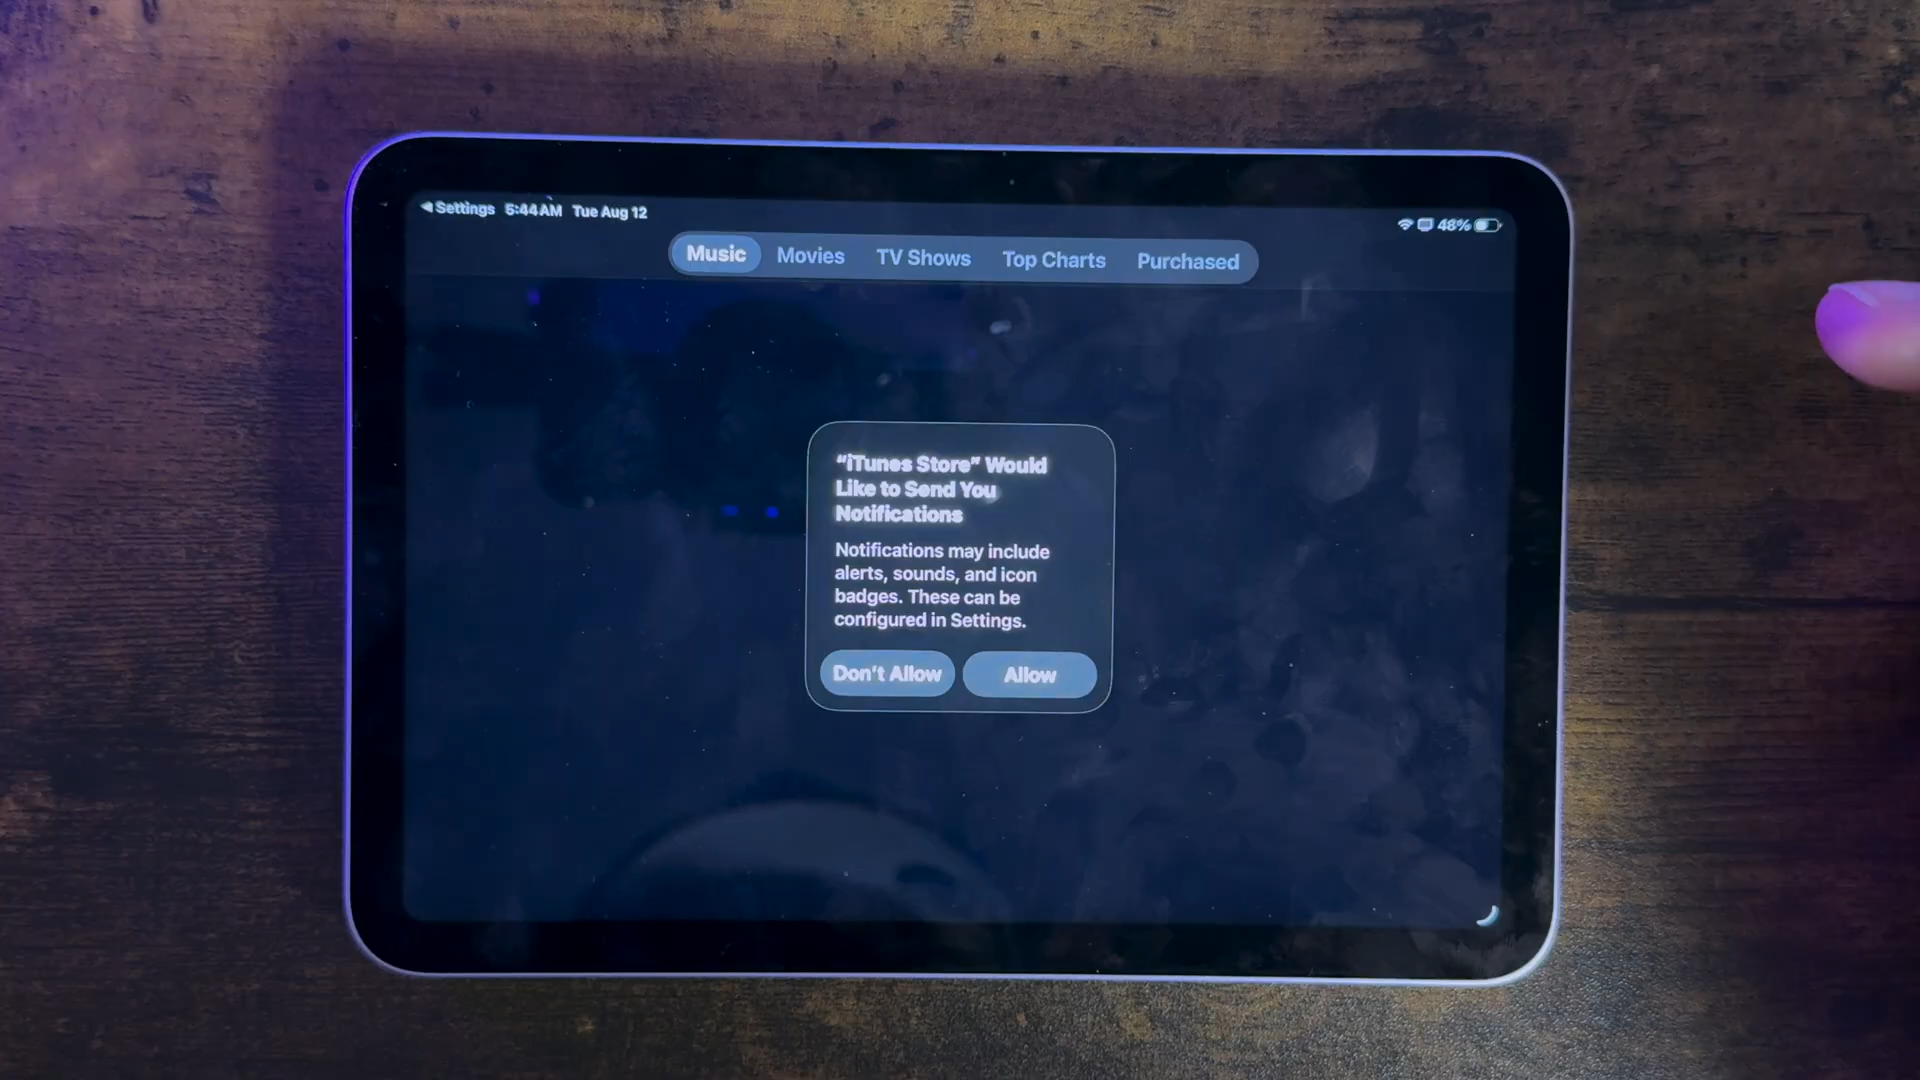 Settings 5:44 AM Tue Aug 12
48%
Music Movies TV Shows Top Charts Purchased
“iTunes Store” Would
Like to Send You
Notifications
Notifications may include
alerts, sounds, and icon
badges. These can be
configured in Settings.
Don’t Allow Allow